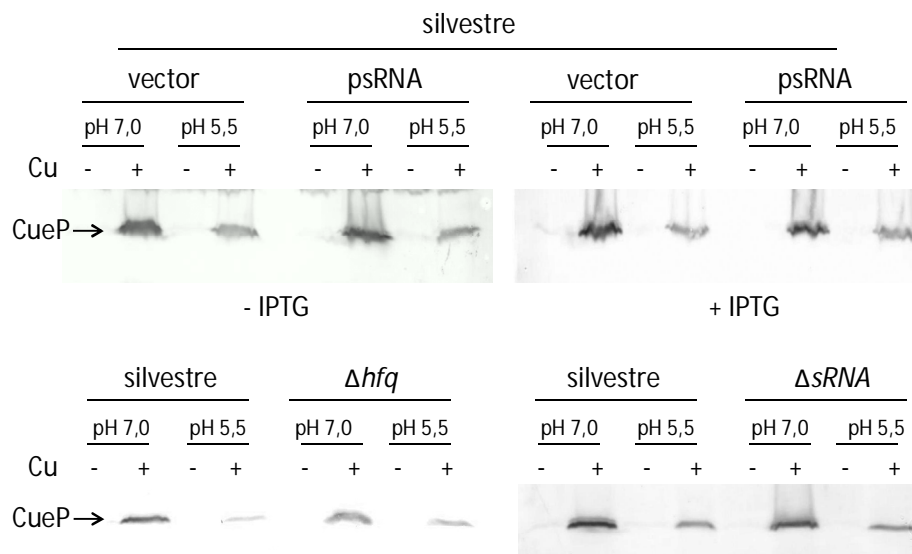 silvestre
vector psRNA vector psRNA
pH 7,0 pH 5,5 pH 7,0 pH 5,5 pH 7,0 pH 5,5 pH 7,0 pH 5,5
Cu - + - + - + - + - + - + - + - +
CueP
- IPTG + IPTG
silvestre Δhfq silvestre ΔsRNA
pH 7,0 pH 5,5 pH 7,0 pH 5,5 pH 7,0 pH 5,5 pH 7,0 pH 5,5
Cu - + - + - + - + - + - + - + - +
CueP